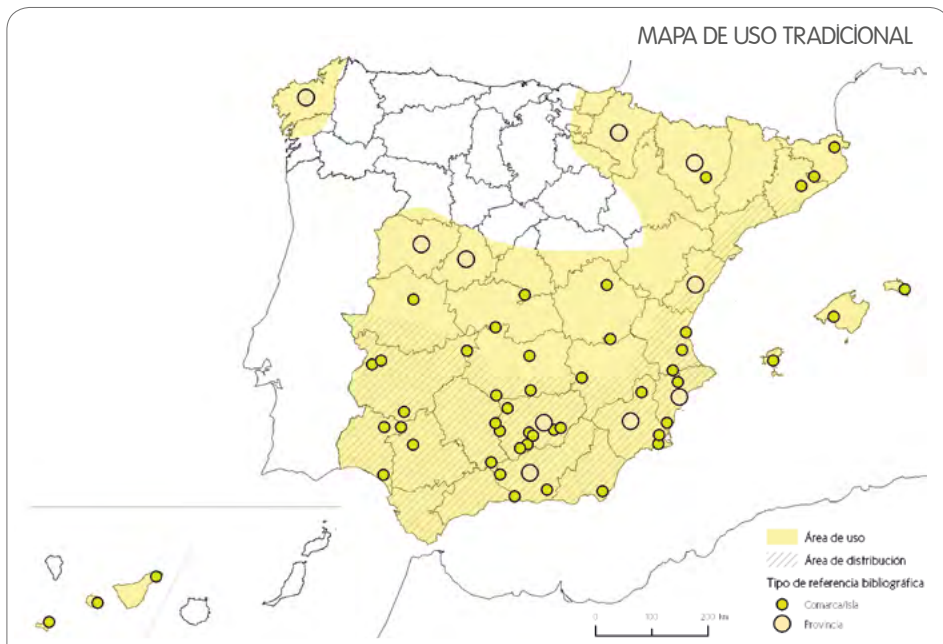 MAPA DE USO TRADICIONAL
Área de uso
Área de distribución
Tipo de referencia bibliográfica
Comarca/Isla
Provincia
0 100 200 km